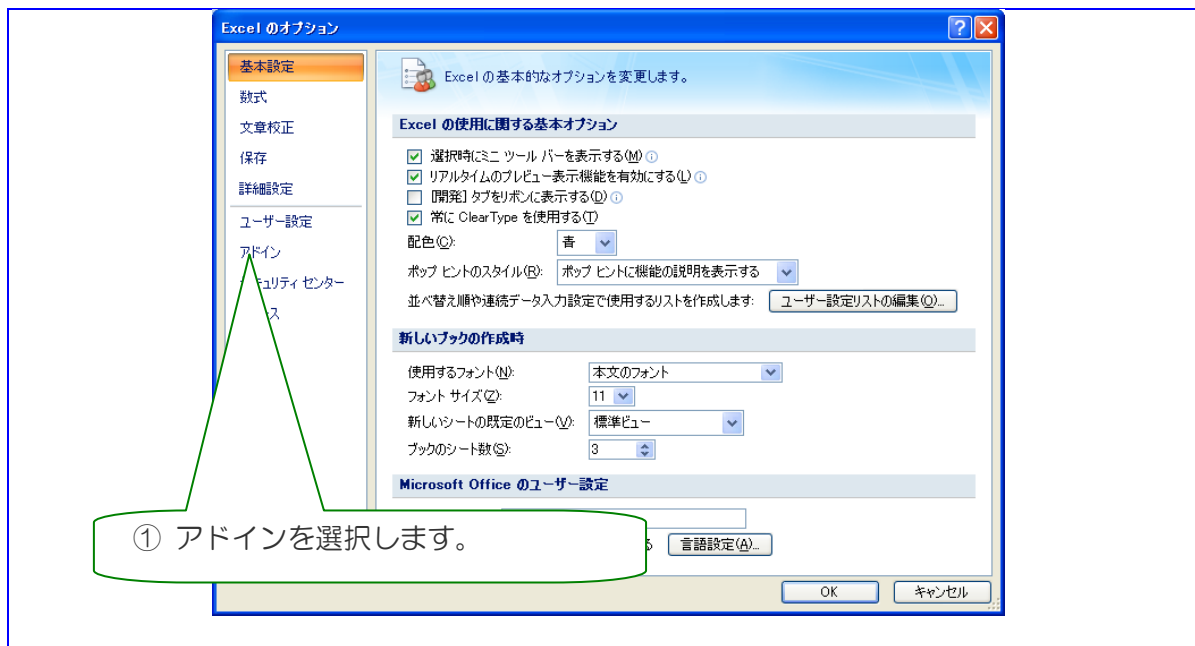 Excel のオプション
基本設定
数式
文章校正
保存
詳細設定
ユーザー設定
アドイン
ュリティ センター
ス
Excel の基本的なオプションを変更します。
Excel の使用に関する基本オプション
選択時にミニ ツール バーを表示する(M)
リアルタイムのプレビュー表示機能を有効にする(L)
[開発] タブをリボンに表示する(D)
常に ClearType を使用する(T)
配色(C): 青
ポップ ヒントのスタイル(R): ポップ ヒントに機能の説明を表示する
並べ替え順や連続データ入力設定で使用するリストを作成します: ユーザー設定リストの編集(O)...
新しいブックの作成時
使用するフォント(N): 本文のフォント
フォント サイズ(Z): 11
新しいシートの既定のビュー(V): 標準ビュー
ブックのシート数(S): 3
Microsoft Office のユーザー設定
言語設定(A)...
① アドインを選択します。
OK キャンセル